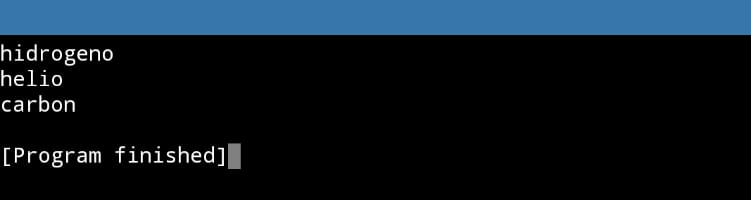 hidrogeno
helio
carbon
[Program finished]